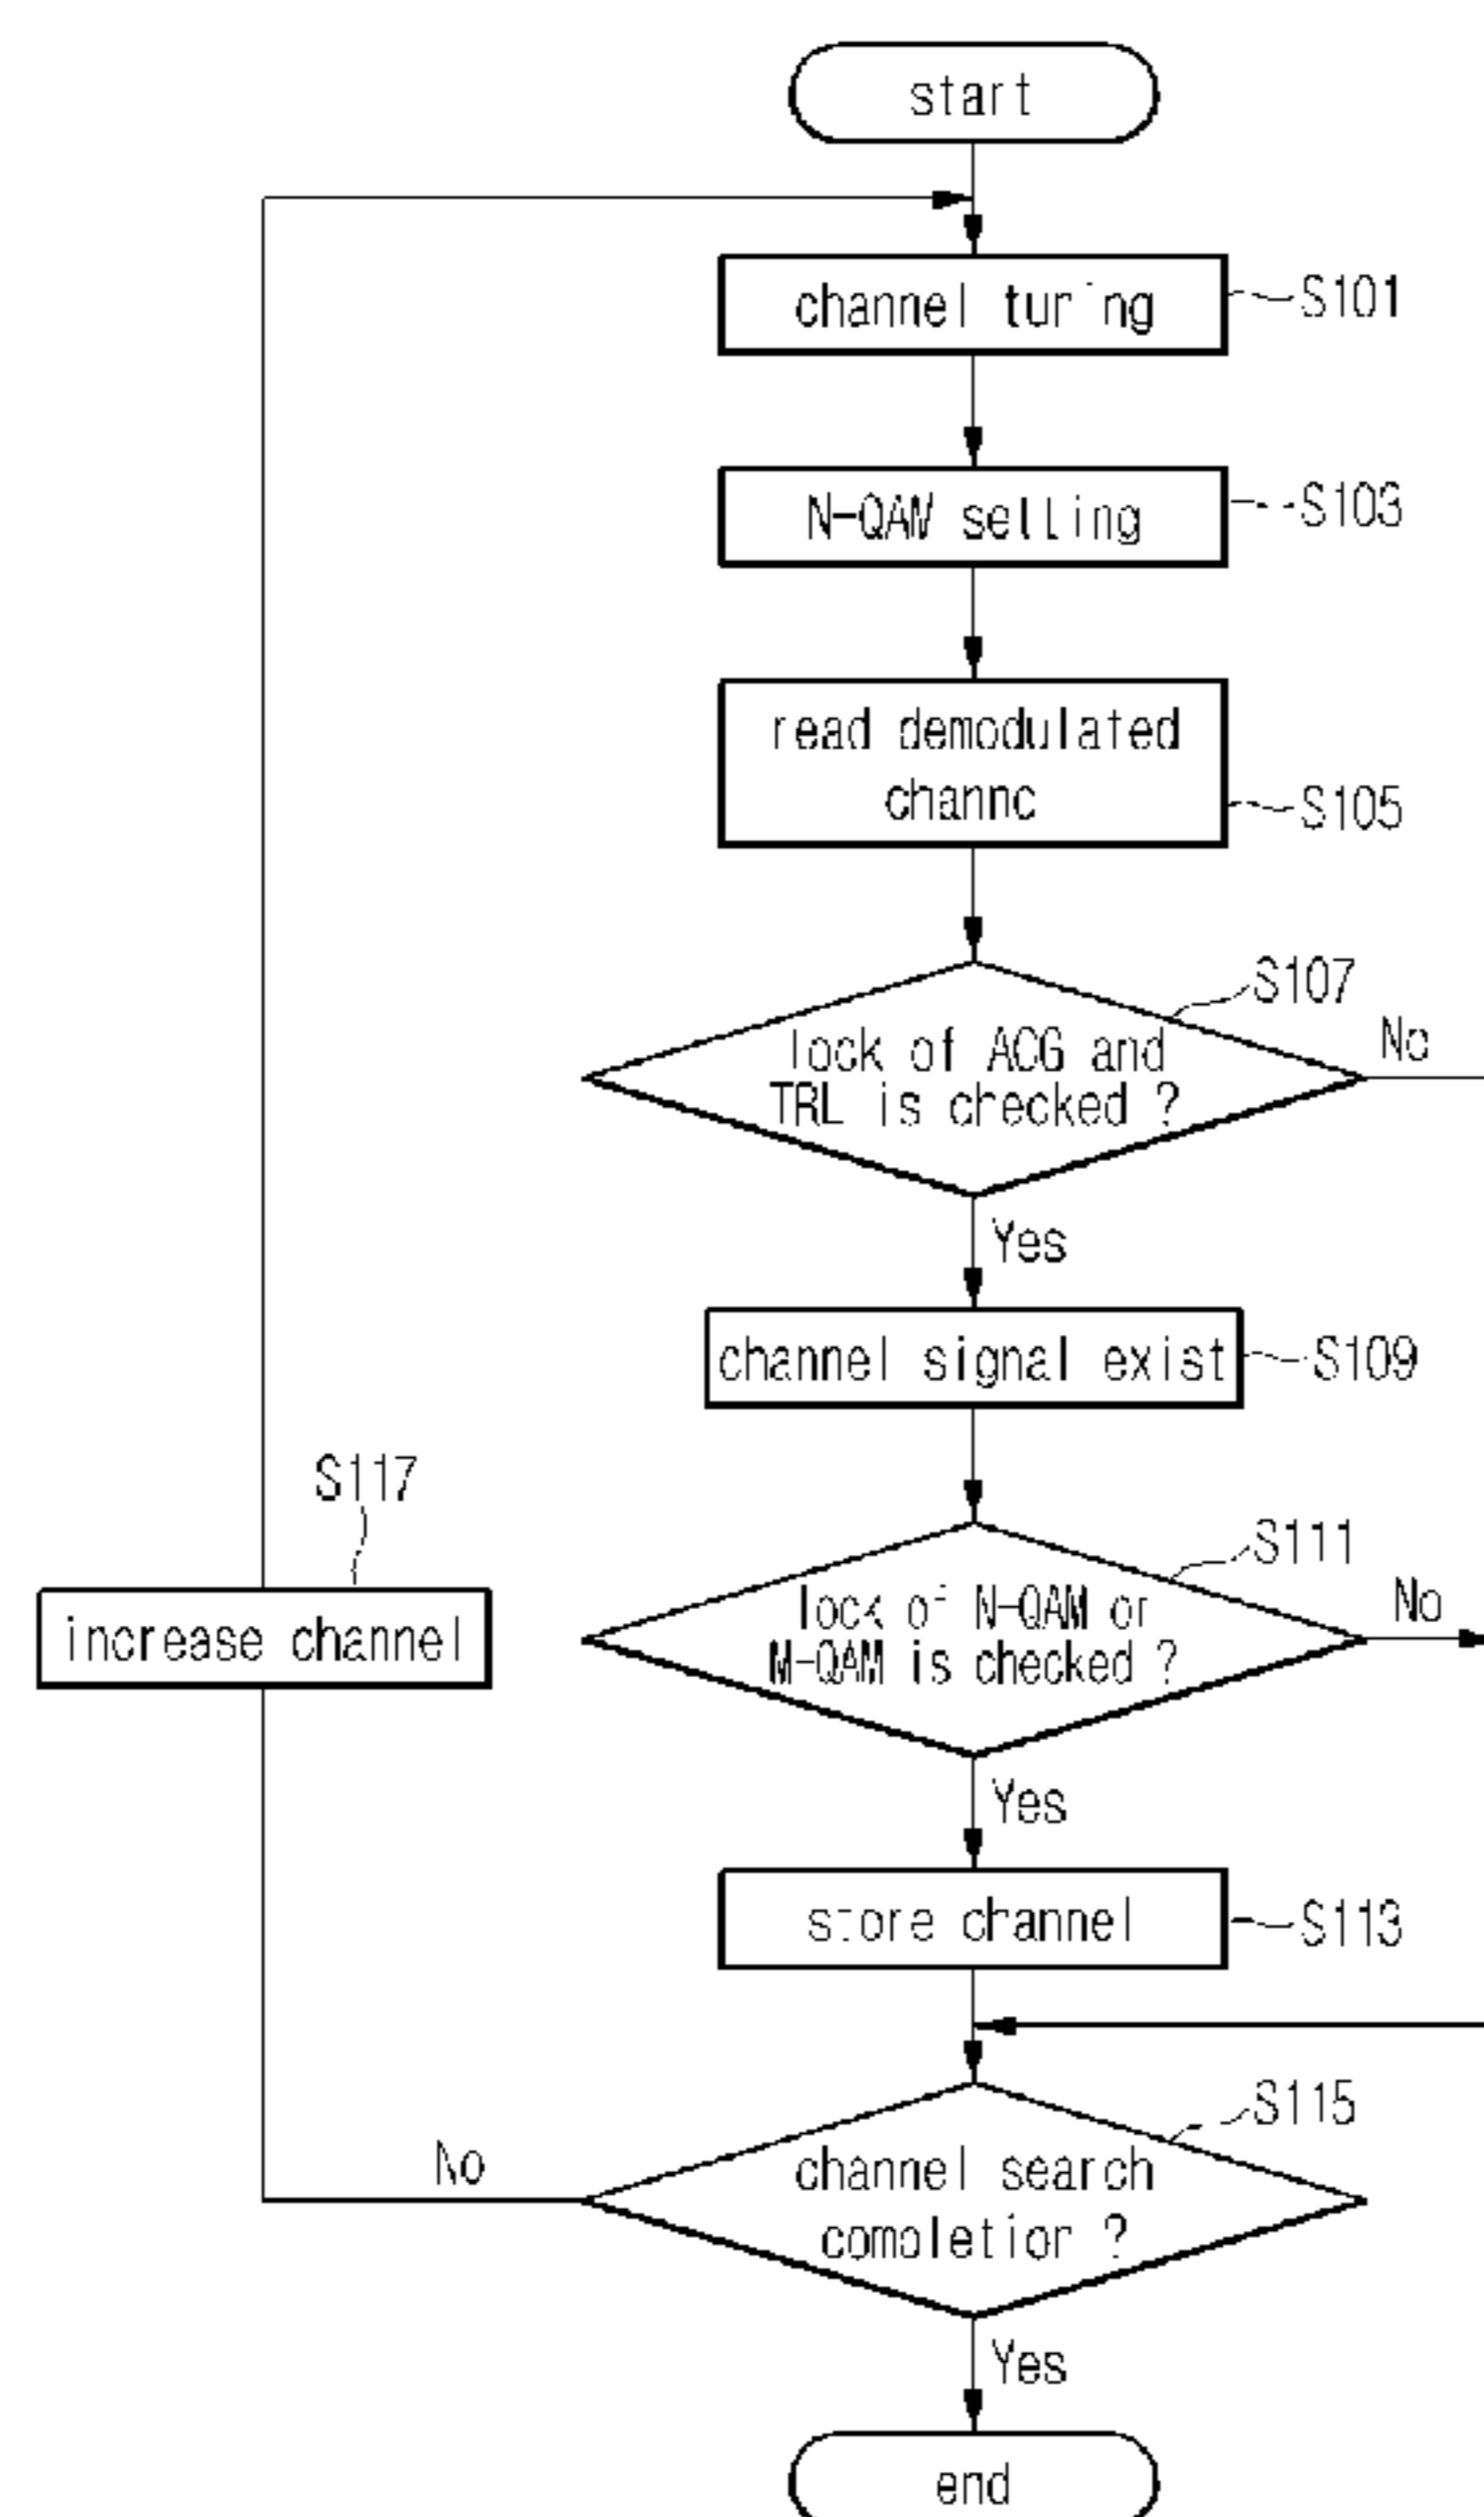 start
channel tuning
S101
N-QAM setting
S103
read demodulated
channe
S105
S107
lock of ACG and
TRL is checked ?
No
Yes
channel signal exist
S109
S117
increase channel
S111
lock of N-QAM or
M-QAM is checked ?
No
Yes
store channel
S113
S115
channel search
completion ?
No
Yes
end